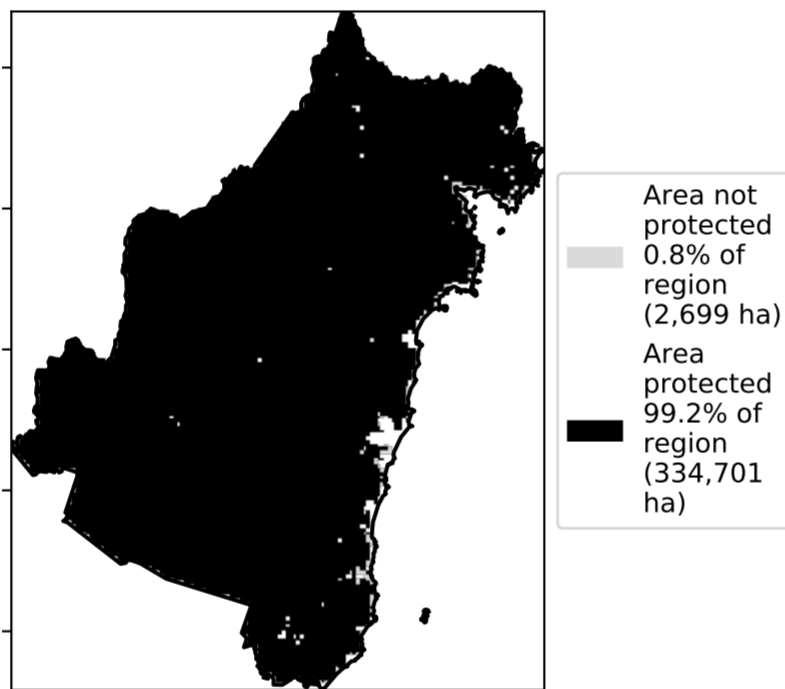 Area not
protected
0.8% of
region
(2,699 ha)
Area
protected
99.2% of
region
(334,701
ha)